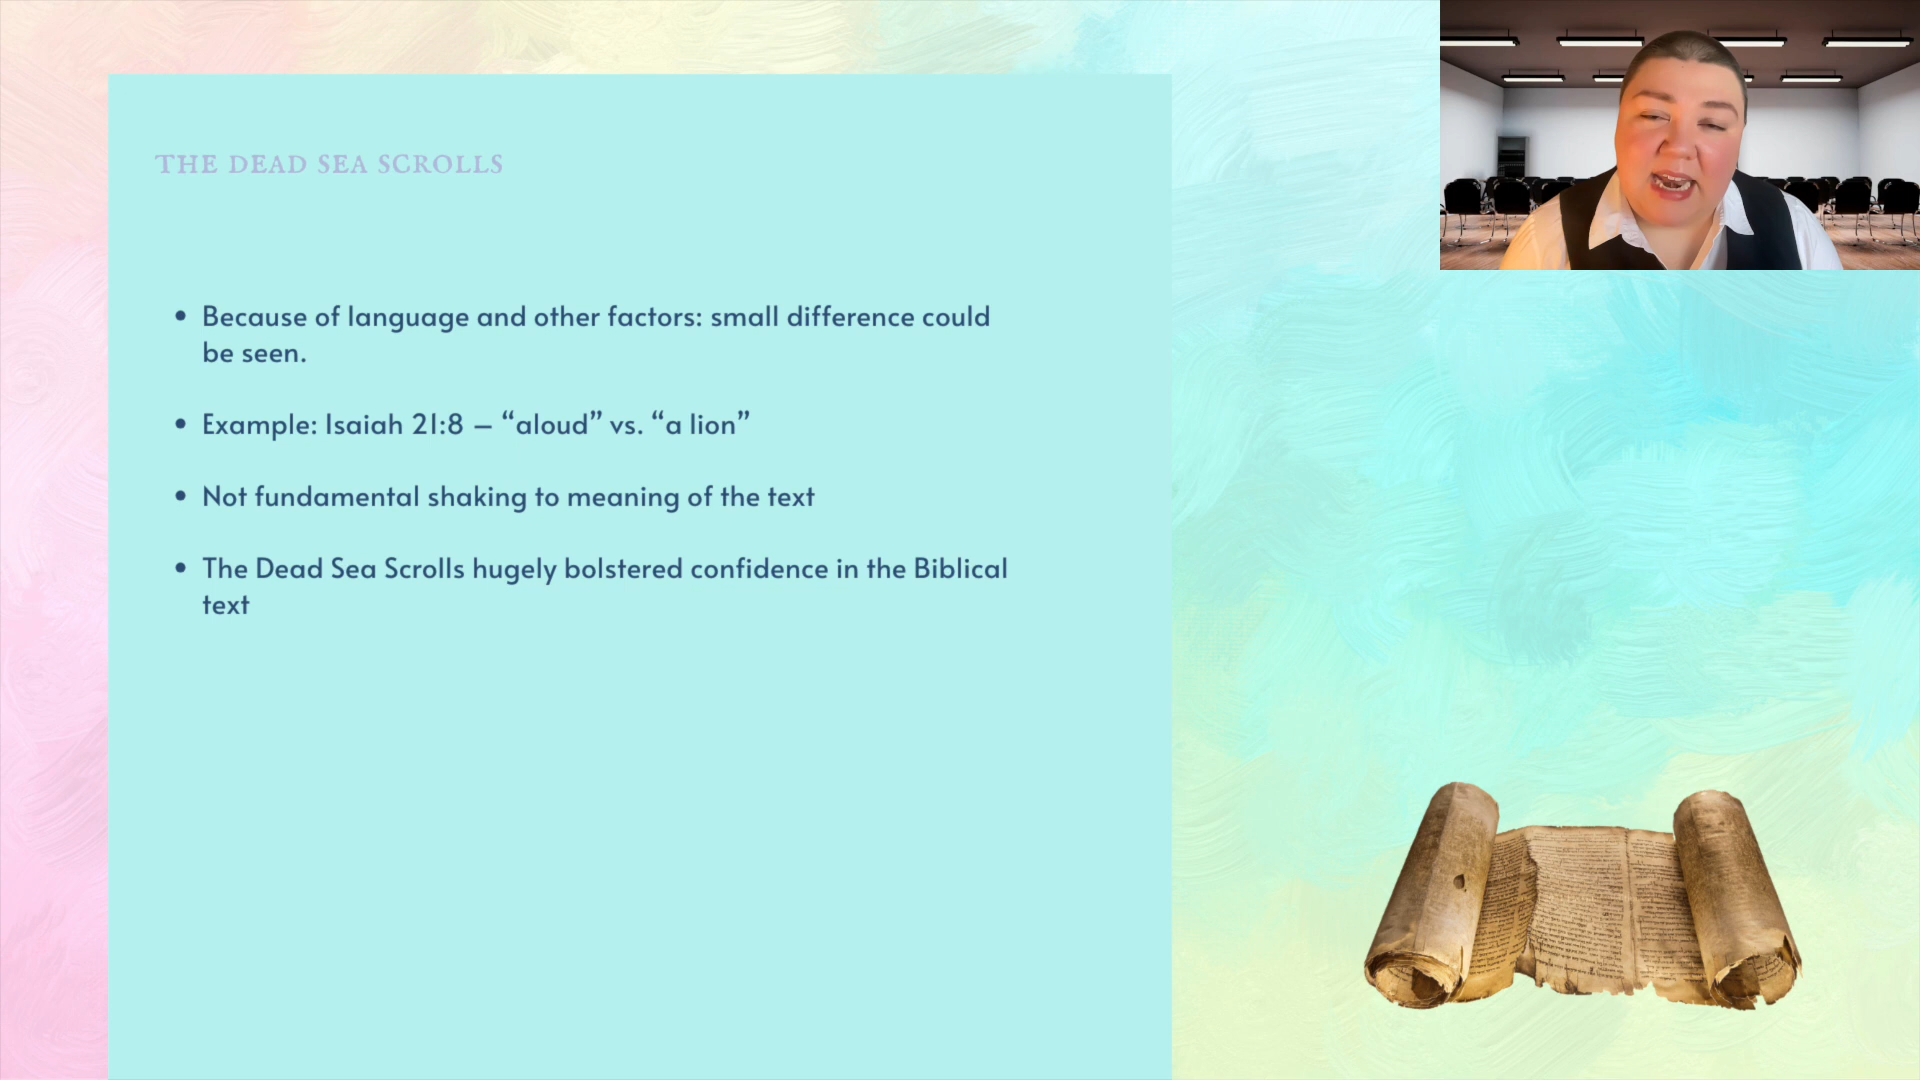 THE DEAD SEA SCROLLS
• Because of language and other factors: small difference could
be seen.
• Example: Isaiah 21:8 – “aloud” vs. “a lion”
• Not fundamental shaking to meaning of the text
• The Dead Sea Scrolls hugely bolstered confidence in the Biblical
text